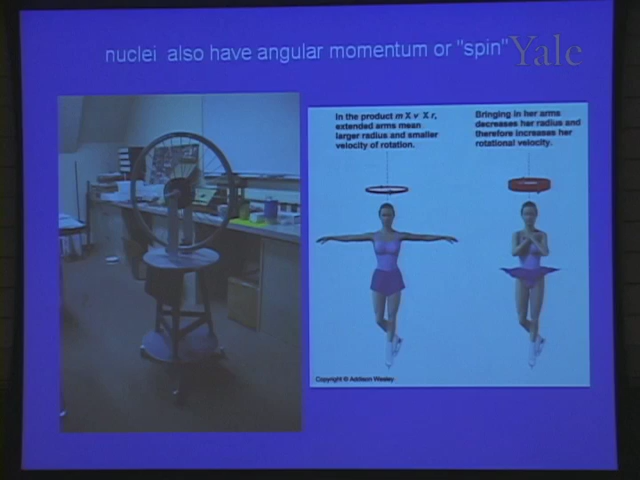 nuclei also have angular momentum or "spin"
Yale
In the product m X v X r,
extended arms mean
larger radius and smaller
velocity of rotation.
Bringing in her arms
decreases her radius and
therefore increases her
rotational velocity.
Copyright © Addison Wesley